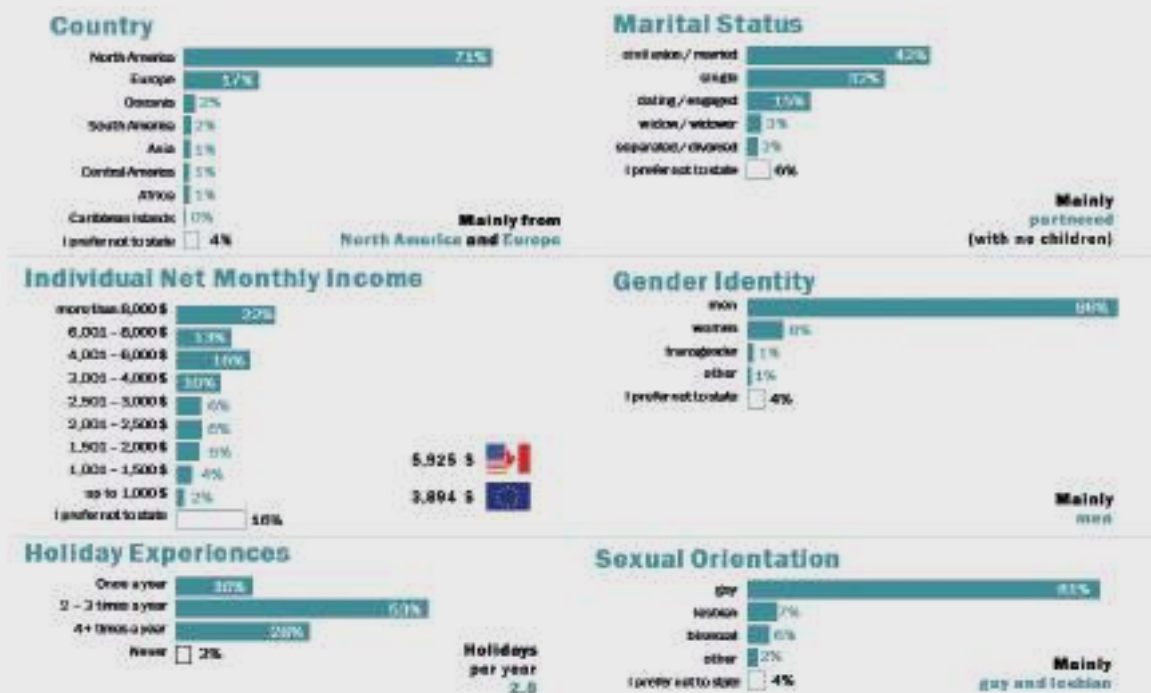 Country
North America 71%
Europe 17%
Oceania 2%
South America 2%
Asia 1%
Central America 1%
Africa 1%
Caribbean Islands 0%
I prefer not to state 4%
Mainly from
North America and Europe
Marital Status
civil union / married 42%
single 32%
dating / engaged 15%
widow / widower 3%
separated / divorced
I prefer not to state 6%
Mainly
partnered
(with no children)
Individual Net Monthly Income
more than 8,000 $ 22%
6,001 - 8,000 $ 13%
4,001 - 6,000 $ 16%
3,001 - 4,000 $ 10%
2,501 - 3,000 $ 6%
2,001 - 2,500 $ 6%
1,501 - 2,000 $ 5%
1,001 - 1,500 $ 4%
up to 1,000 $ 2%
I prefer not to state 16%
5,925 $
3,894 $
Gender Identity
men
women 8%
transgender 1%
other 1%
I prefer not to state 4%
Mainly
men
Holiday Experiences
Once a year
2 - 3 times a year
4+ times a year
Never
Holidays
per year
Sexual Orientation
gay 81%
lesbian 7%
bisexual 6%
other 2%
I prefer not to state 4%
Mainly
gay and lesbian